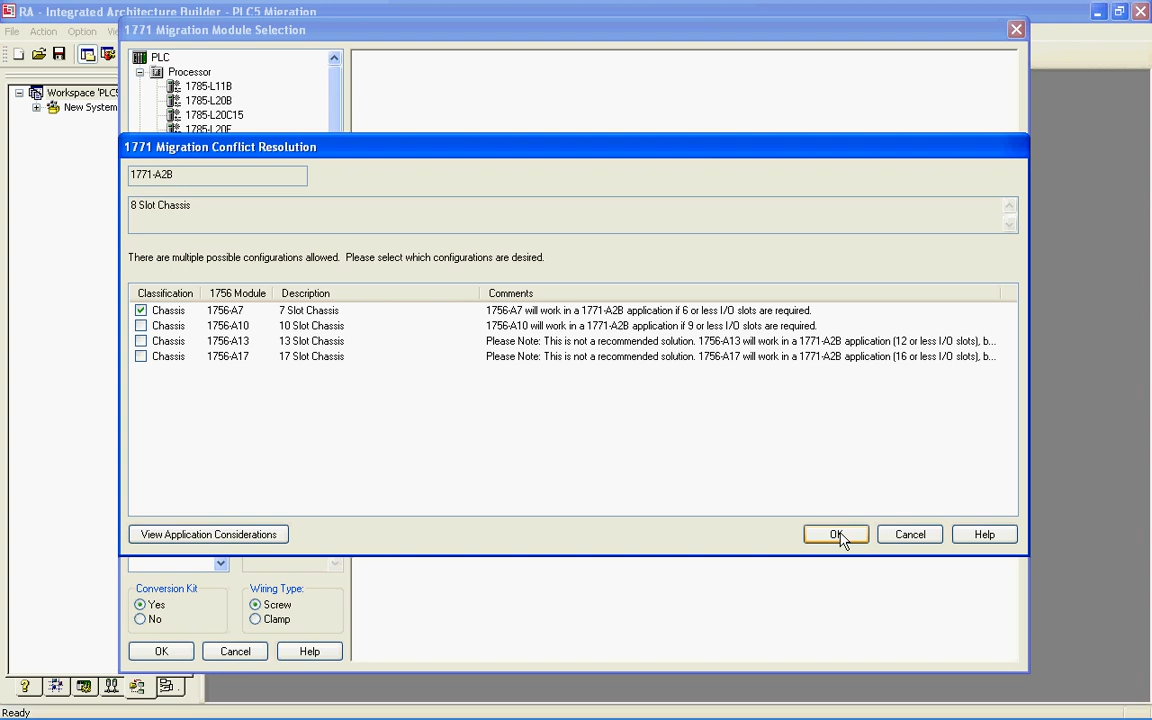 RA - Integrated Architecture Builder - PLC5 Migration
File Action Option
1771 Migration Module Selection
Workspace 'PLC5
New System
PLC
Processor
1785-L11B
1785-L20B
1785-L20C15
1785-L20E
1771 Migration Conflict Resolution
1771-A2B
8 Slot Chassis
There are multiple possible configurations allowed. Please select which configurations are desired.
Classification 1756 Module Description Comments
Chassis 1756-A7 7 Slot Chassis 1756-A7 will work in a 1771-A2B application if 6 or less I/O slots are required.
Chassis 1756-A10 10 Slot Chassis 1756-A10 will work in a 1771-A2B application if 9 or less I/O slots are required.
Chassis 1756-A13 13 Slot Chassis Please Note: This is not a recommended solution. 1756-A13 will work in a 1771-A2B application (12 or less I/O slots), b...
Chassis 1756-A17 17 Slot Chassis Please Note: This is not a recommended solution. 1756-A17 will work in a 1771-A2B application (16 or less I/O slots), b...
View Application Considerations OK Cancel Help
Conversion Kit Wiring Type:
Yes Screw
No Clamp
OK Cancel Help
Ready